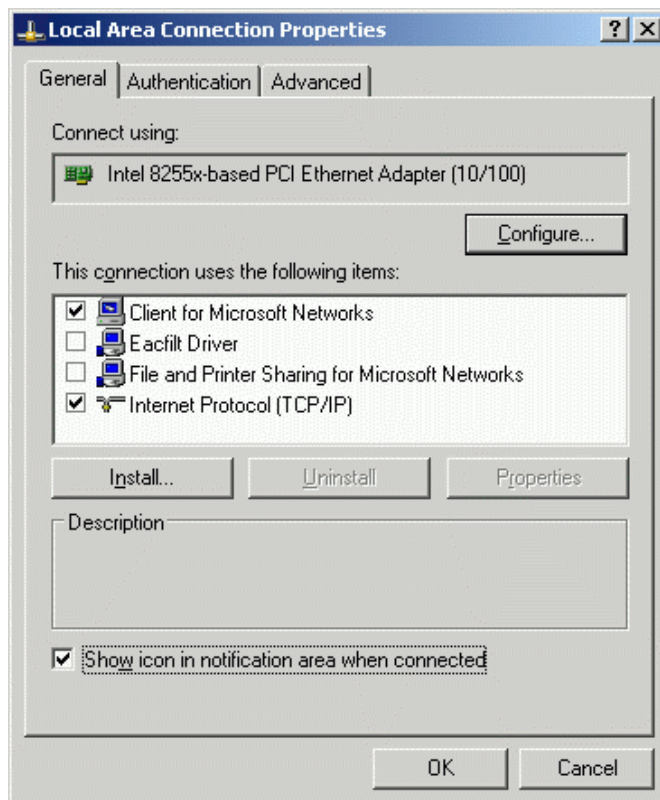 Local Area Connection Properties
General Authentication Advanced
Connect using:
Intel 8255x-based PCI Ethernet Adapter (10/100)
Configure...
This connection uses the following items:
Client for Microsoft Networks
Eacfilt Driver
File and Printer Sharing for Microsoft Networks
Internet Protocol (TCP/IP)
Install... Uninstall Properties
Description
Show icon in notification area when connected
OK Cancel